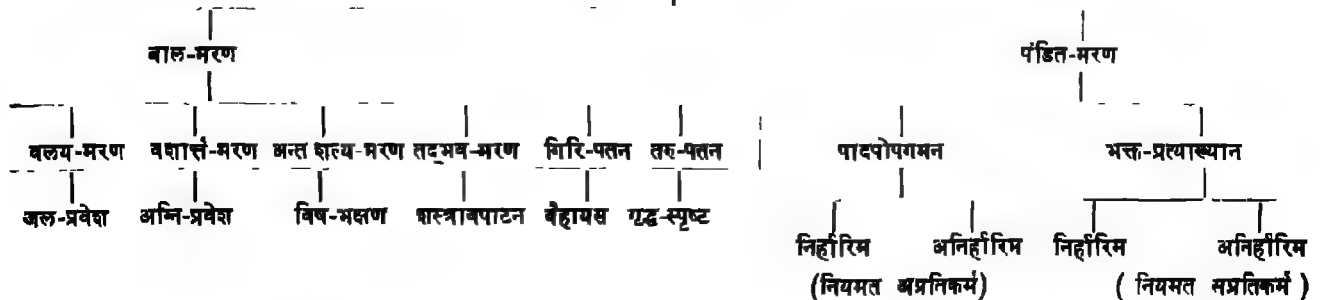 बाल-मरण पंडित-मरण
वलय-मरण वशार्त्त-मरण अन्त शल्य-मरण तद्भव-मरण गिरि-पतन तरु-पतन पादपोपगमन भक्त-प्रत्याख्यान
जल-प्रवेश अग्नि-प्रवेश विष-भक्षण शस्त्रावपाटन वैहायस गृद्ध-स्पृष्ट
निर्हारिम अनिर्हारिम निर्हारिम अनिर्हारिम
(नियमत अप्रतिकर्म) ( नियमत सप्रतिकर्म )